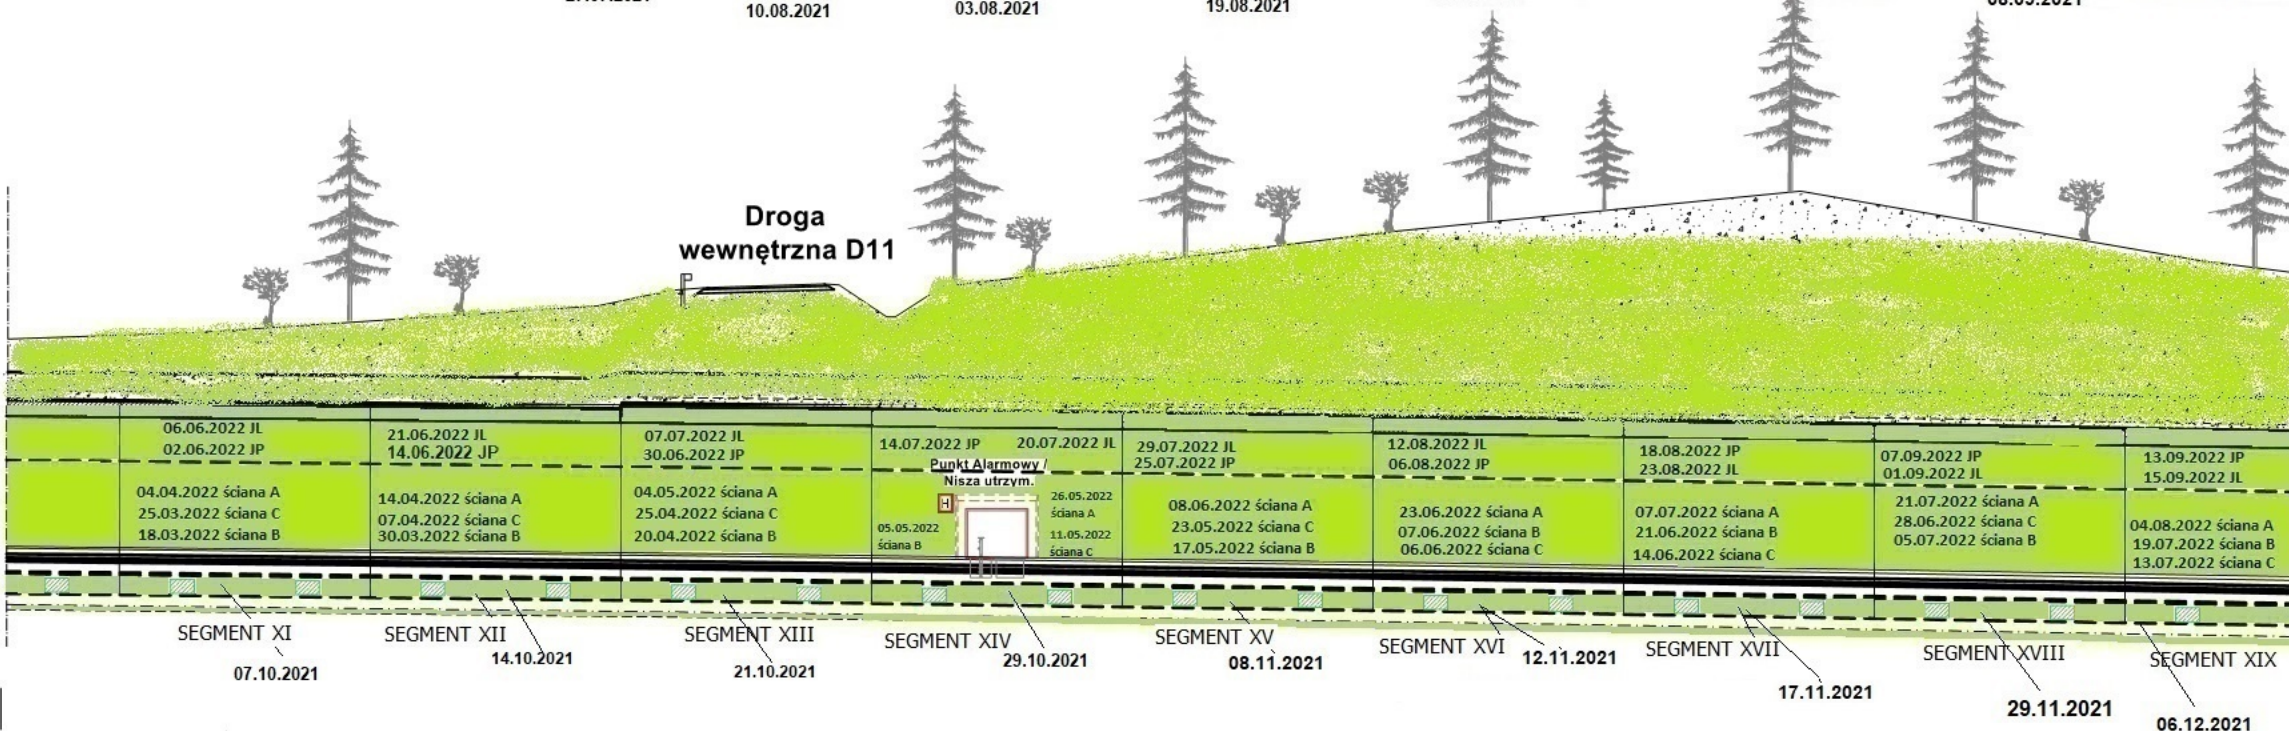 10.08.2021
03.08.2021
19.08.2021
Droga
wewnętrzna D11
06.06.2022 JL
02.06.2022 JP
04.04.2022 ściana A
25.03.2022 ściana C
18.03.2022 ściana B
21.06.2022 JL
14.06.2022 JP
14.04.2022 ściana A
07.04.2022 ściana C
30.03.2022 ściana B
07.07.2022 JL
30.06.2022 JP
04.05.2022 ściana A
25.04.2022 ściana C
20.04.2022 ściana B
14.07.2022 JP
20.07.2022 JL
Punkt Alarmowy /
Nisza utrzym.
H
05.05.2022
ściana B
26.05.2022
ściana A
11.05.2022
ściana C
29.07.2022 JL
25.07.2022 JP
08.06.2022 ściana A
23.05.2022 ściana C
17.05.2022 ściana B
12.08.2022 JL
06.08.2022 JP
23.06.2022 ściana A
07.06.2022 ściana B
06.06.2022 ściana C
18.08.2022 JP
23.08.2022 JL
07.07.2022 ściana A
21.06.2022 ściana B
14.06.2022 ściana C
07.09.2022 JP
01.09.2022 JL
21.07.2022 ściana A
28.06.2022 ściana C
05.07.2022 ściana B
13.09.2022 JP
15.09.2022 JL
04.08.2022 ściana A
19.07.2022 ściana B
13.07.2022 ściana C
SEGMENT XI
SEGMENT XII
SEGMENT XIII
SEGMENT XIV
SEGMENT XV
SEGMENT XVI
SEGMENT XVII
SEGMENT XVIII
SEGMENT XIX
07.10.2021
14.10.2021
21.10.2021
29.10.2021
08.11.2021
12.11.2021
17.11.2021
29.11.2021
06.12.2021